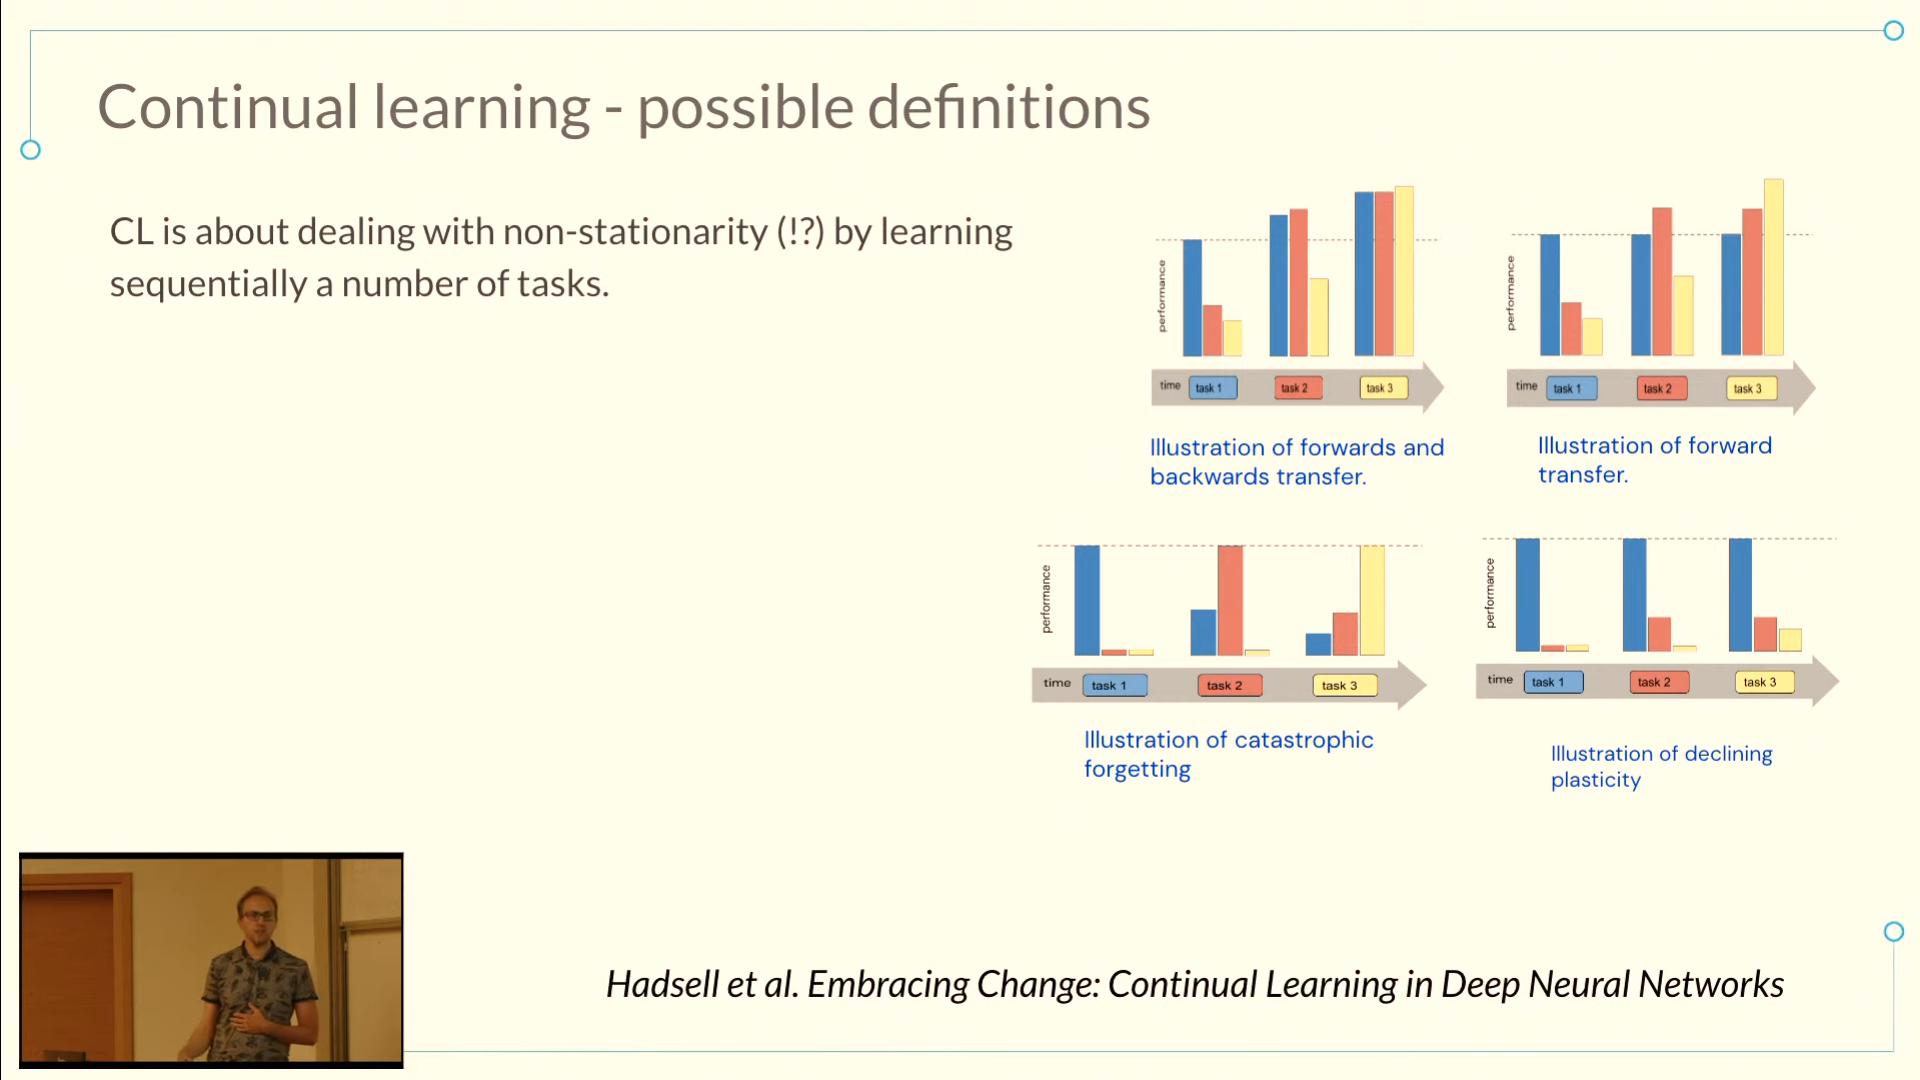 Continual learning - possible definitions
CL is about dealing with non-stationarity (!?) by learning
sequentially a number of tasks.
performance
time task 1 task 2 task 3
Illustration of forwards and
backwards transfer.
performance
time task 1 task 2 task 3
Illustration of forward
transfer.
performance
time task 1 task 2 task 3
Illustration of catastrophic
forgetting
performance
time task 1 task 2 task 3
Illustration of declining
plasticity
Hadsell et al. Embracing Change: Continual Learning in Deep Neural Networks